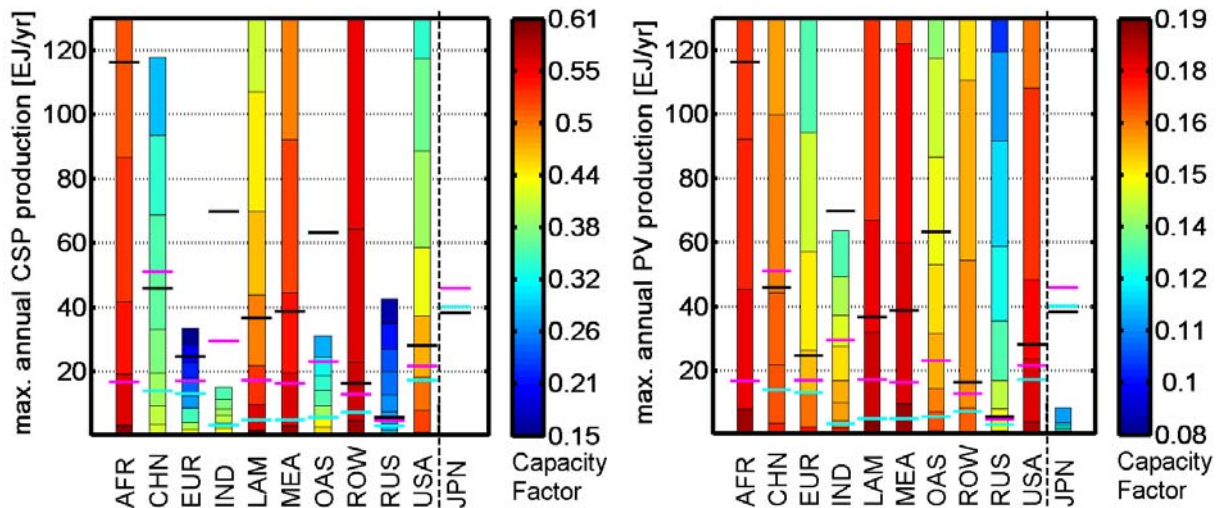 max. annual CSP production [EJ/yr]
120
100
80
60
40
20
AFR
CHN
EUR
IND
LAM
MEA
OAS
ROW
RUS
USA
JPN
0.61
0.55
0.5
0.44
0.38
0.32
0.26
0.21
0.15
Capacity
Factor
max. annual PV production [EJ/yr]
120
100
80
60
40
20
AFR
CHN
EUR
IND
LAM
MEA
OAS
ROW
RUS
USA
JPN
0.19
0.18
0.16
0.15
0.14
0.12
0.11
0.1
0.08
Capacity
Factor